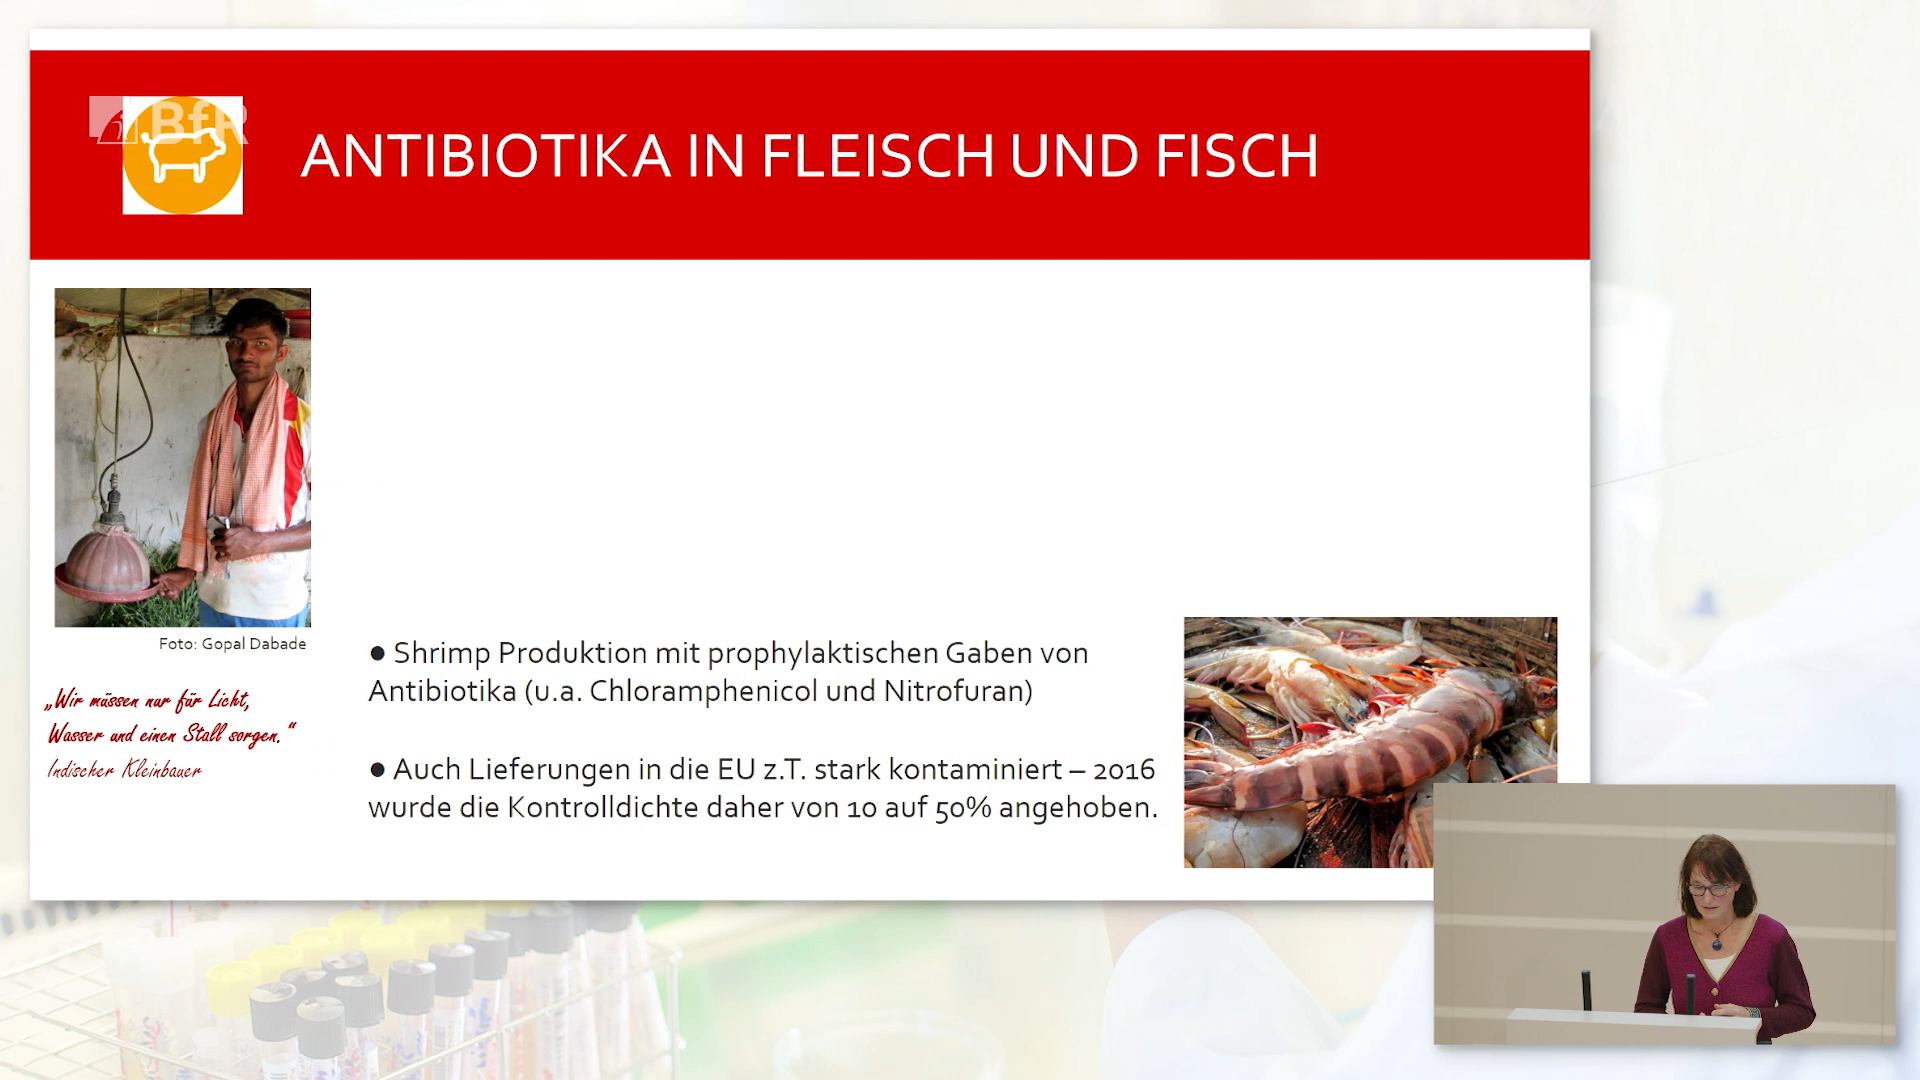 BfR
ANTIBIOTIKA IN FLEISCH UND FISCH
Foto: Gopal Dabade
„Wir müssen nur für Licht,
Wasser und einen Stall sorgen.“
Indischer Kleinbauer
● Shrimp Produktion mit prophylaktischen Gaben von
Antibiotika (u.a. Chloramphenicol und Nitrofuran)
● Auch Lieferungen in die EU z.T. stark kontaminiert – 2016
wurde die Kontrolldichte daher von 10 auf 50% angehoben.